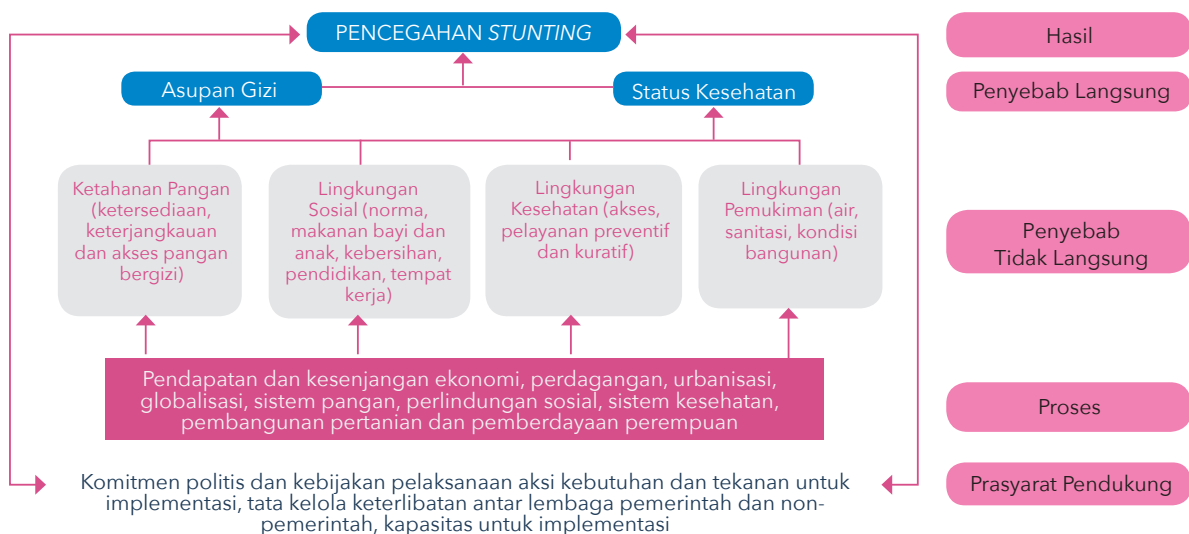 PENCEGAHAN STUNTING
Hasil
Asupan Gizi
Status Kesehatan
Penyebab Langsung
Ketahanan Pangan
(ketersediaan,
keterjangkauan
dan akses pangan
bergizi)
Lingkungan
Sosial (norma,
makanan bayi dan
anak, kebersihan,
pendidikan, tempat
kerja)
Lingkungan
Kesehatan (akses,
pelayanan preventif
dan kuratif)
Lingkungan
Pemukiman (air,
sanitasi, kondisi
bangunan)
Penyebab
Tidak Langsung
Pendapatan dan kesenjangan ekonomi, perdagangan, urbanisasi,
globalisasi, sistem pangan, perlindungan sosial, sistem kesehatan,
pembangunan pertanian dan pemberdayaan perempuan
Proses
Komitmen politis dan kebijakan pelaksanaan aksi kebutuhan dan tekanan untuk
implementasi, tata kelola keterlibatan antar lembaga pemerintah dan non-
pemerintah, kapasitas untuk implementasi
Prasyarat Pendukung